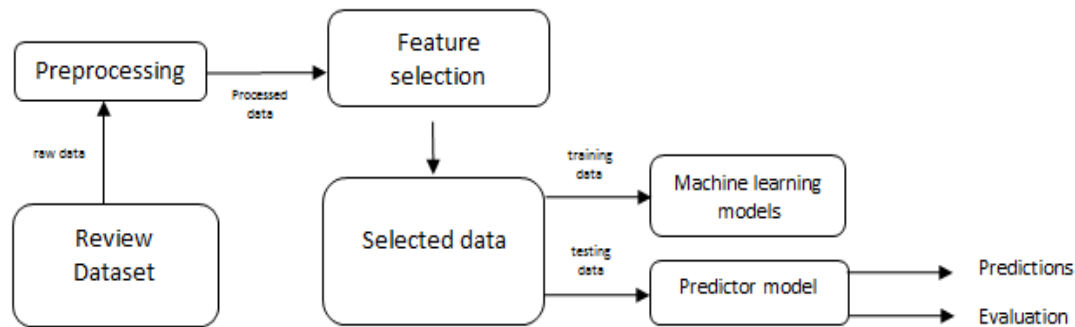 Feature
selection
Preprocessing
Processed
data
raw data
training
data
Machine learning
models
Review
Dataset
Selected data
testing
data
Predictor model
Predictions
Evaluation